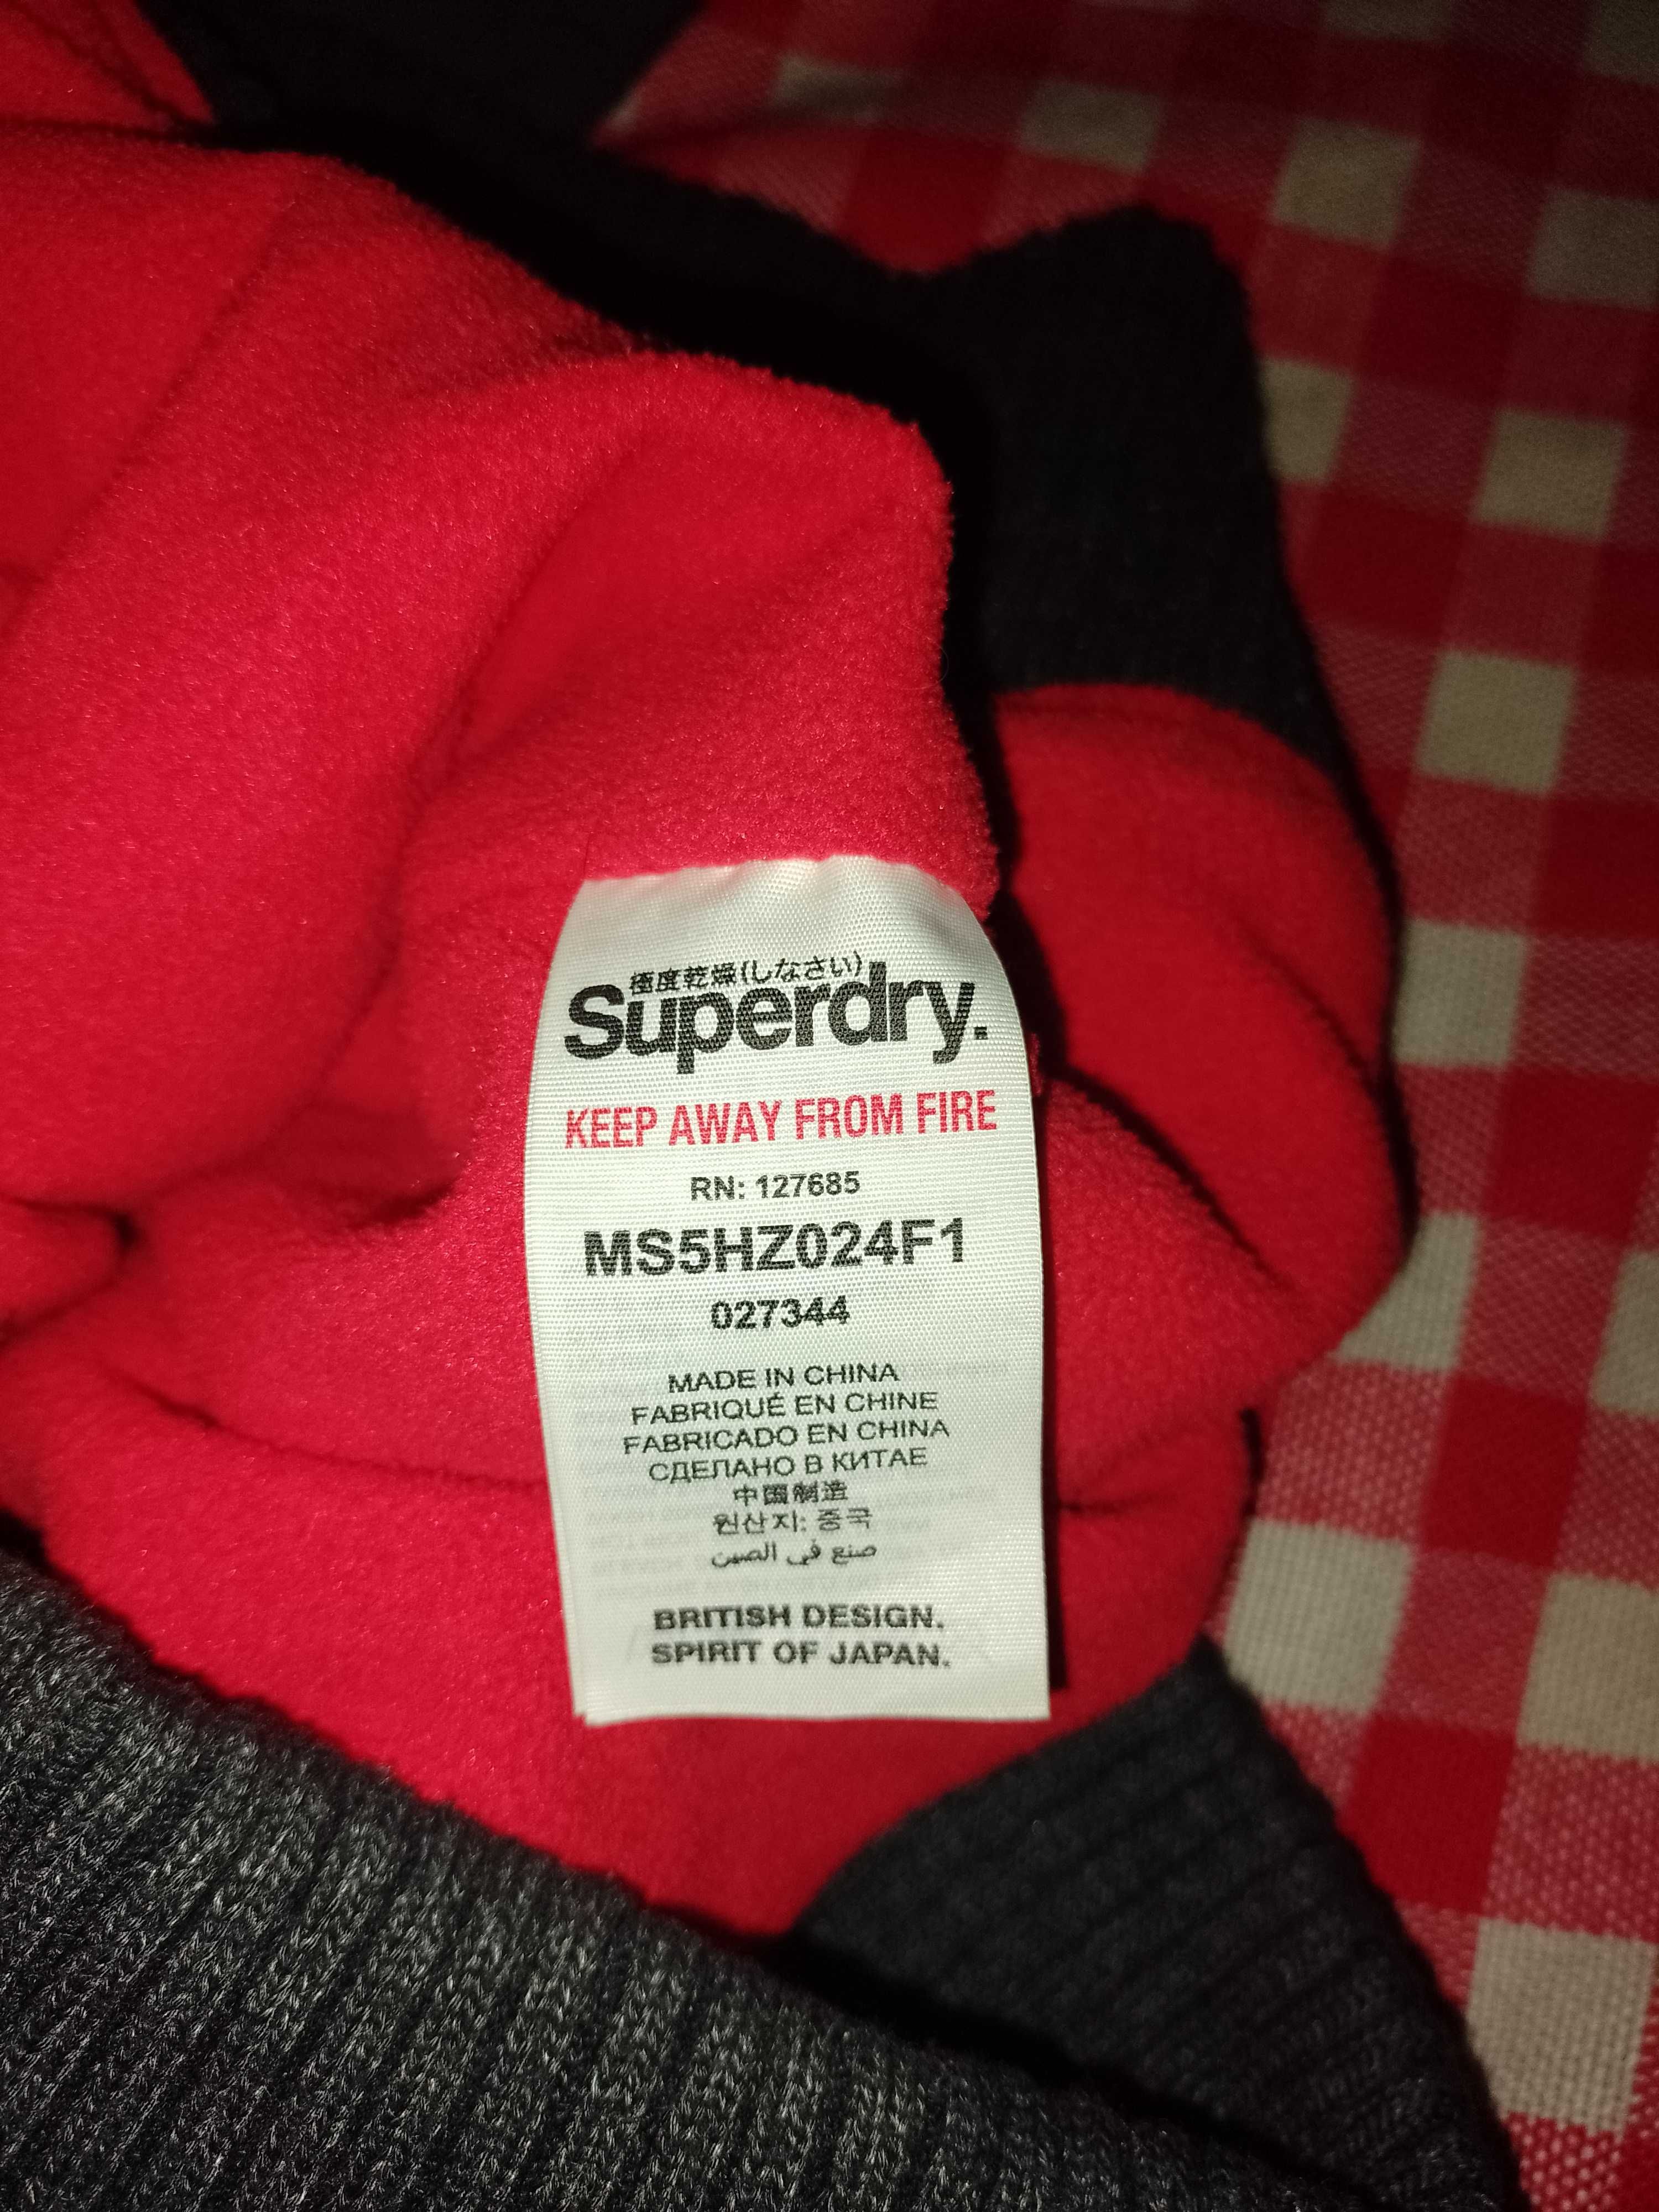 極度乾燥(しなさい)
Superdry.
KEEP AWAY FROM FIRE
RN: 127685
MS5HZ024F1
027344
MADE IN CHINA
FABRIQUÉ EN CHINE
FABRICADO EN CHINA
СДЕЛАНО В КИТАЕ
中国制造
원산지: 중국
صنع في الصين
BRITISH DESIGN.
SPIRIT OF JAPAN.